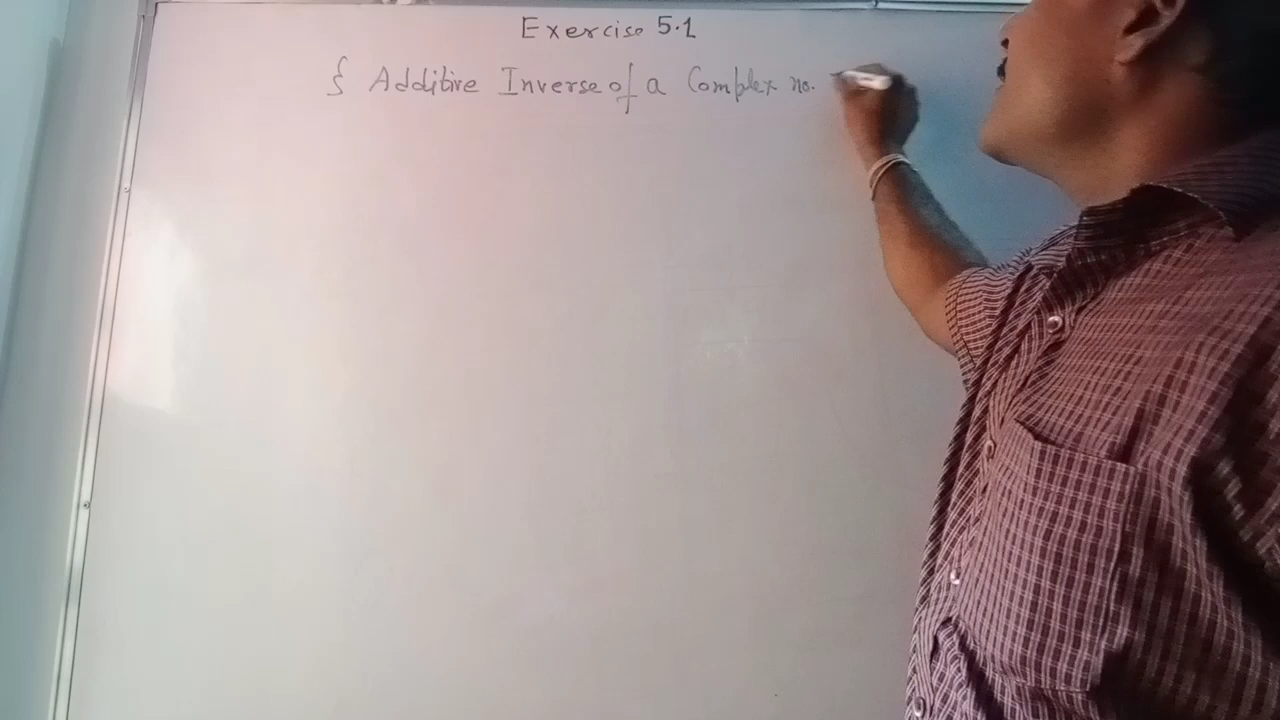 Exercise 5.1
{ Additive Inverse of a Complex no.